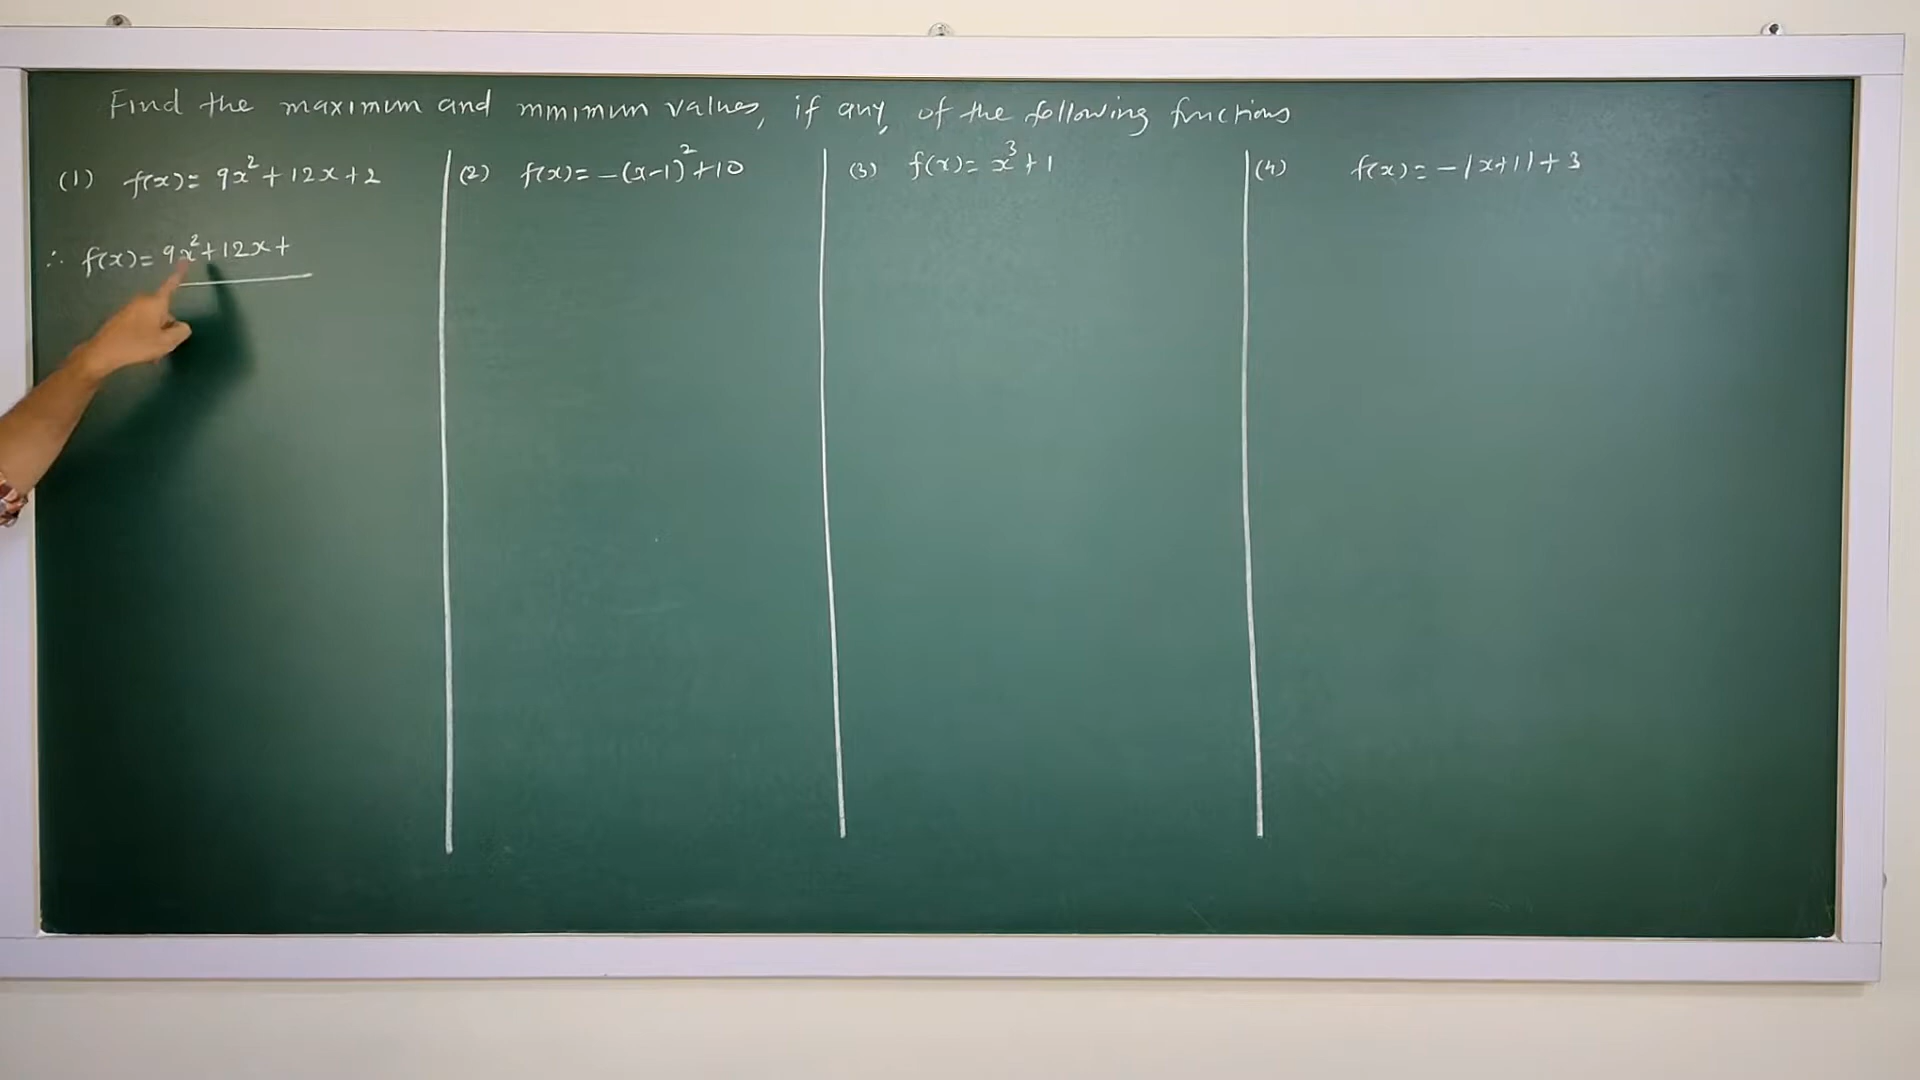 Find the maximum and minimum values, if any, of the following functions
(1) f(x) = 9x² + 12x + 2
∴ f(x) = 9x² + 12x +
(2) f(x) = -(x-1)² + 10
(3) f(x) = x³ + 1
(4) f(x) = -|x+1| + 3